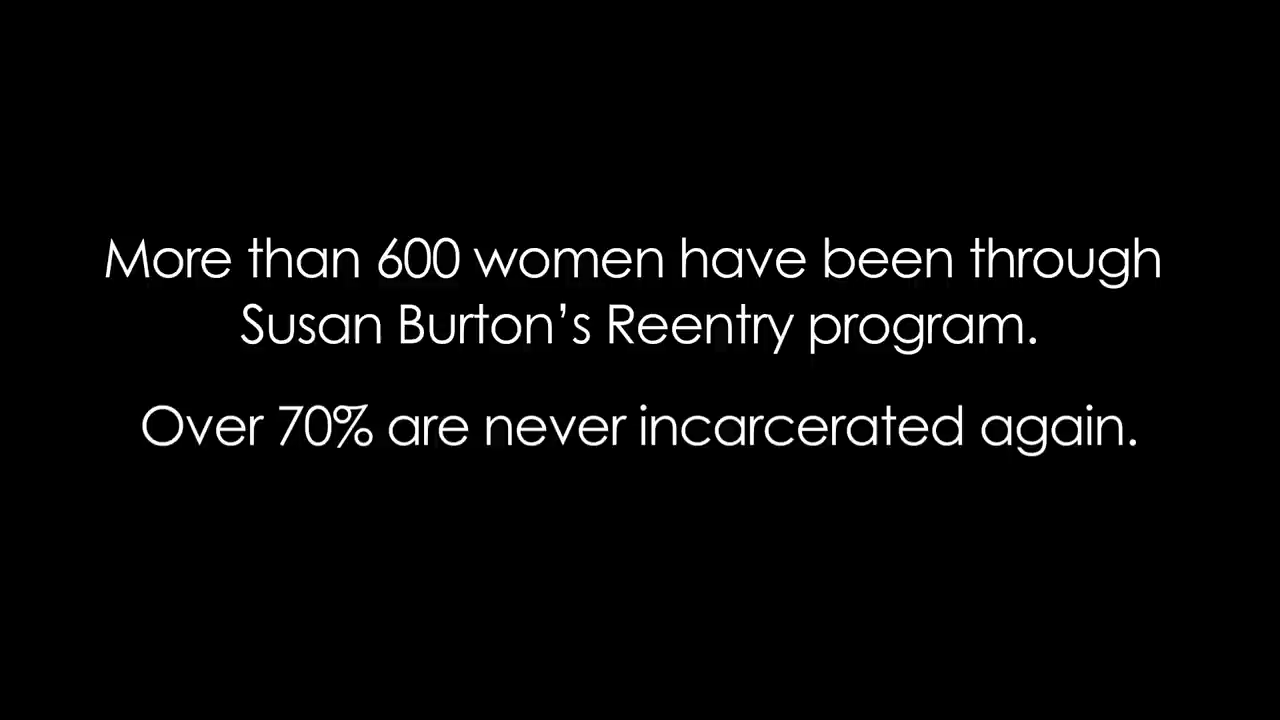 More than 600 women have been through
Susan Burton’s Reentry program.
Over 70% are never incarcerated again.